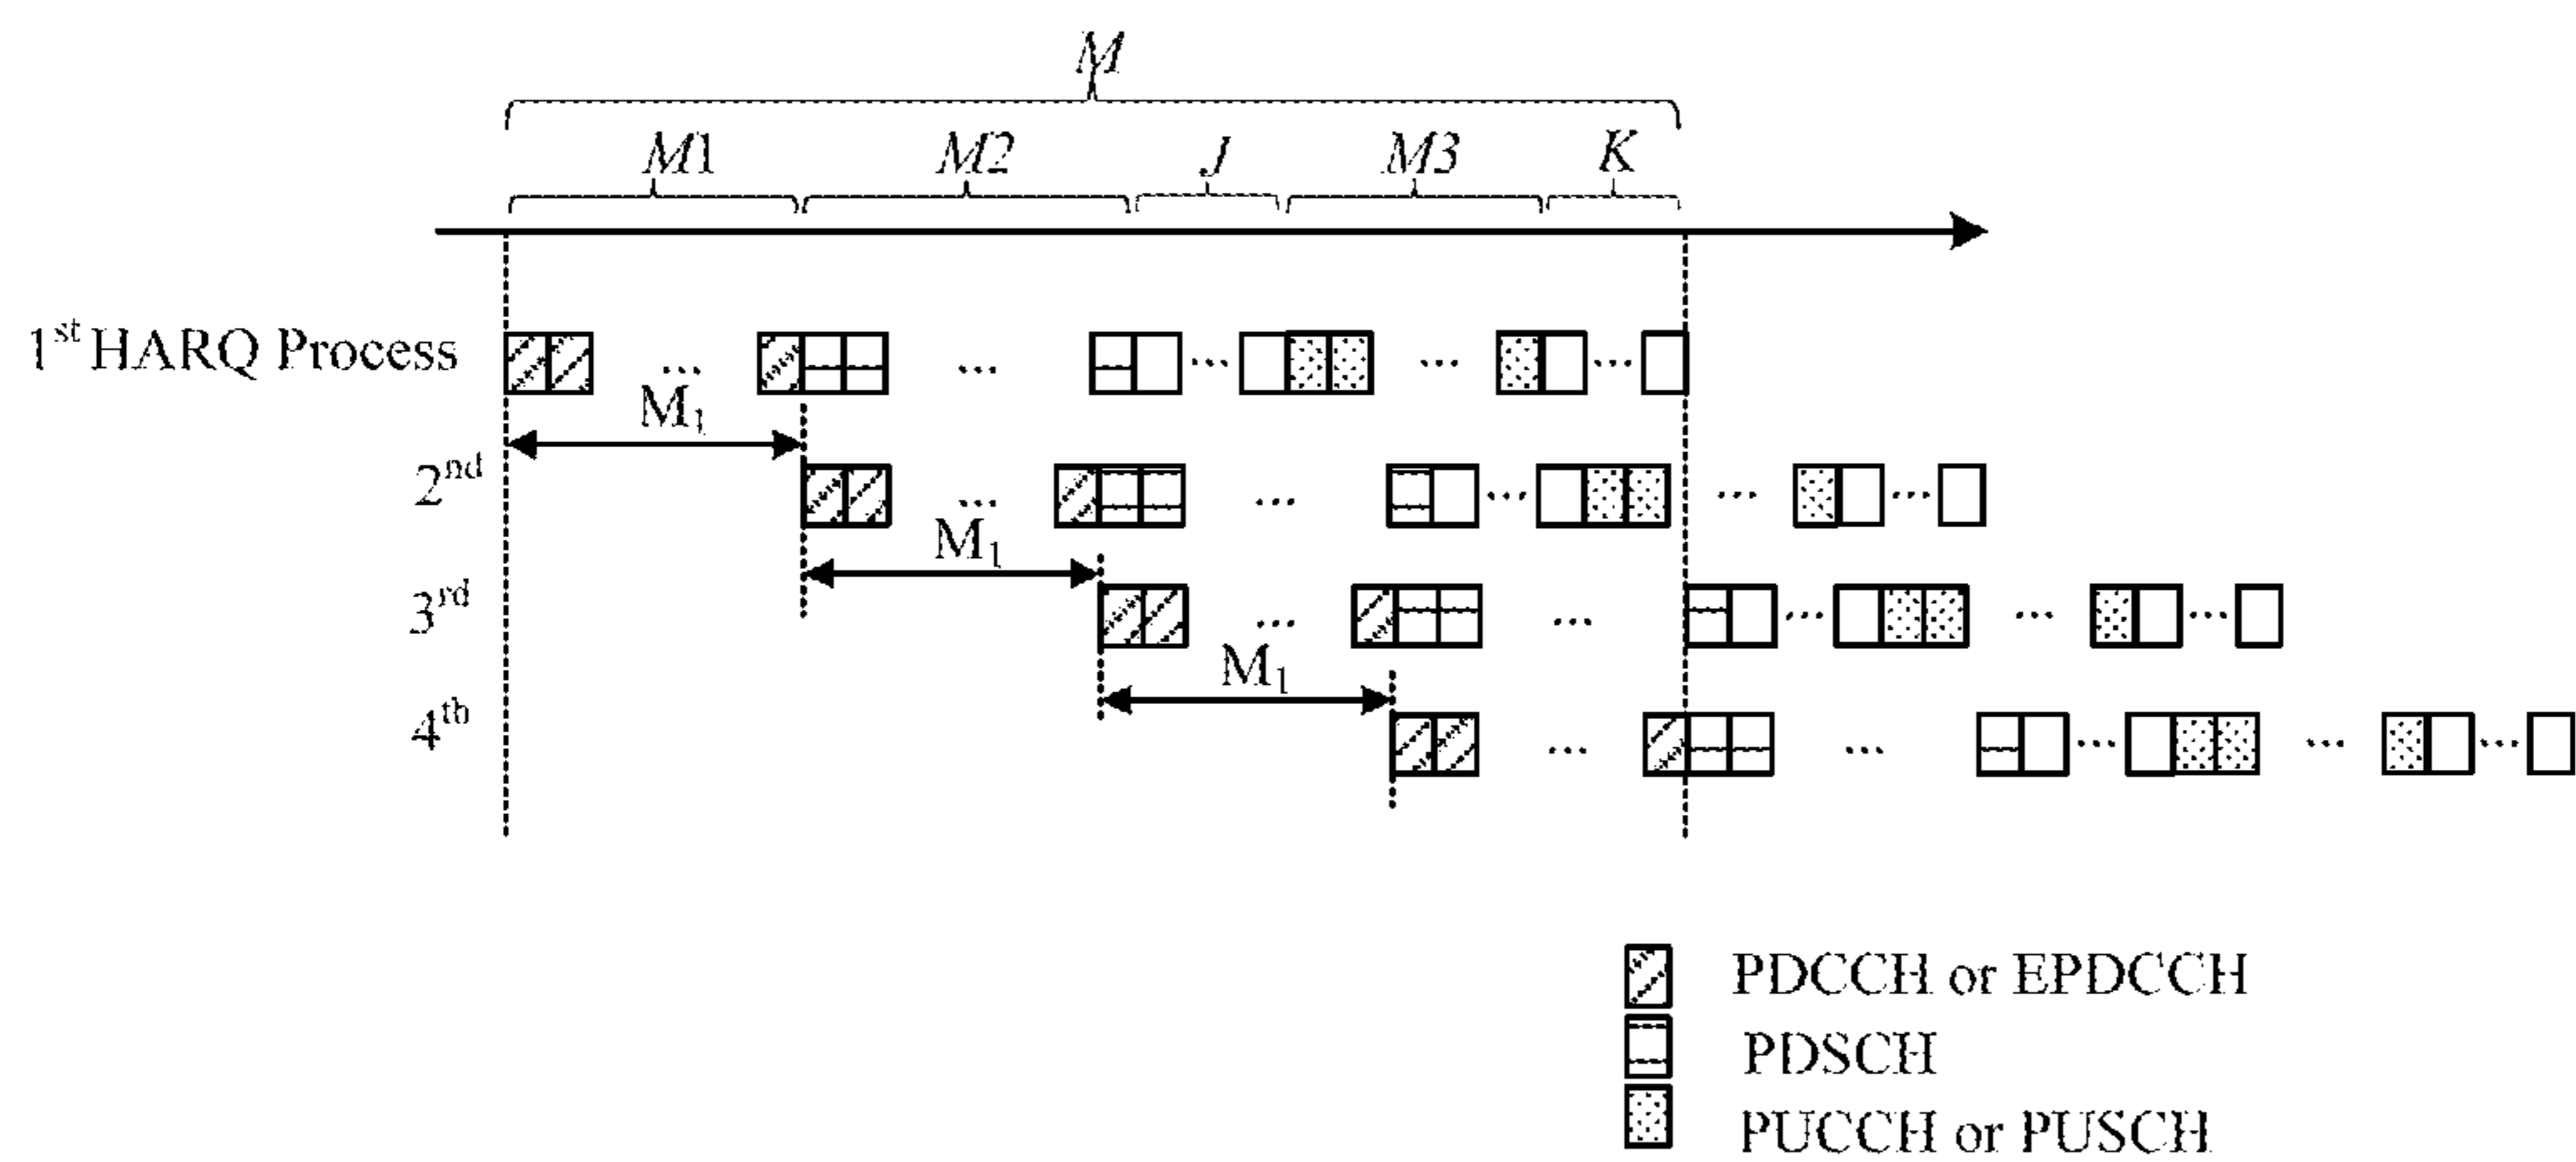 M
M1 M2 J M3 K
1st HARQ Process ... ... ... ... ...
M1
2nd ... ... ... ... ...
M1
3rd ... ... ... ... ...
M1
4th ... ... ... ... ...
PDCCH or EPDCCH
PDSCH
PUCCH or PUSCH